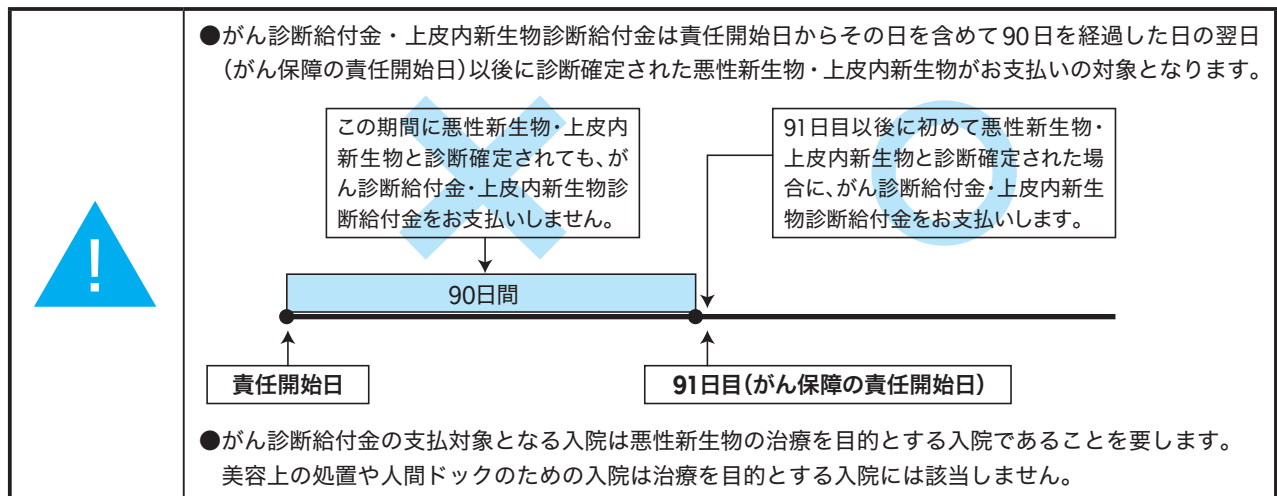 ●がん診断給付金・上皮内新生物診断給付金は責任開始日からその日を含めて90日を経過した日の翌日
(がん保障の責任開始日)以後に診断確定された悪性新生物・上皮内新生物がお支払いの対象となります。
この期間に悪性新生物・上皮内
新生物と診断確定されても、が
ん診断給付金・上皮内新生物診
断給付金をお支払いしません。
91日目以後に初めて悪性新生物・
上皮内新生物と診断確定された場
合に、がん診断給付金・上皮内新生
物診断給付金をお支払いします。
!
90日間
責任開始日
91日目(がん保障の責任開始日)
●がん診断給付金の支払対象となる入院は悪性新生物の治療を目的とする入院であることを要します。
美容上の処置や人間ドックのための入院は治療を目的とする入院には該当しません。